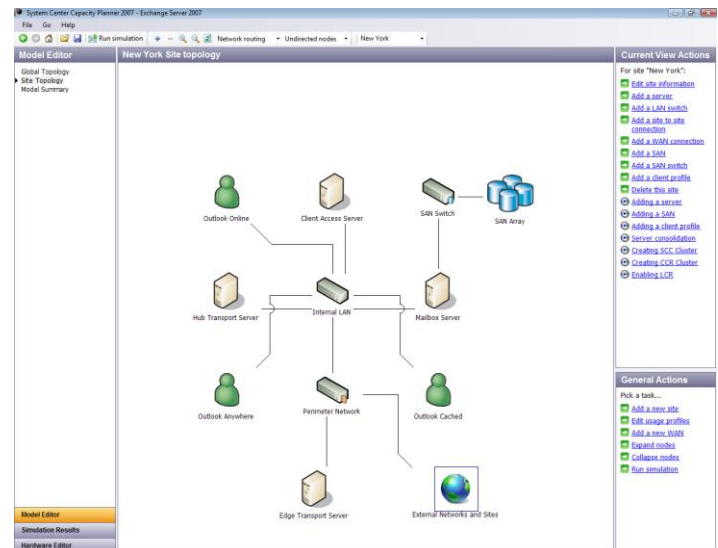 System Center Capacity Planner 2007 - Exchange Server 2007
File Go Help
Run simulation Network routing Undirected nodes New York
Model Editor
Global Topology
Site Topology
Model Summary
Model Editor
Simulation Results
Hardware Editor
New York Site topology
Outlook Online
Client Access Server
SAN Switch
SAN Array
Hub Transport Server
Internal LAN
Mailbox Server
Outlook Anywhere
Perimeter Network
Outlook Cached
Edge Transport Server
External Networks and Sites
Current View Actions
For site "New York":
Edit site information
Add a server
Add a LAN switch
Add a site to site
connection
Add a WAN connection
Add a SAN
Add a SAN switch
Add a client profile
Delete this site
Adding a server
Adding a SAN
Adding a client profile
Server consolidation
Creating SCC Cluster
Creating CCR Cluster
Enabling LCR
General Actions
Pick a task...
Add a new site
Edit usage profiles
Add a new WAN
Expand nodes
Collapse nodes
Run simulation